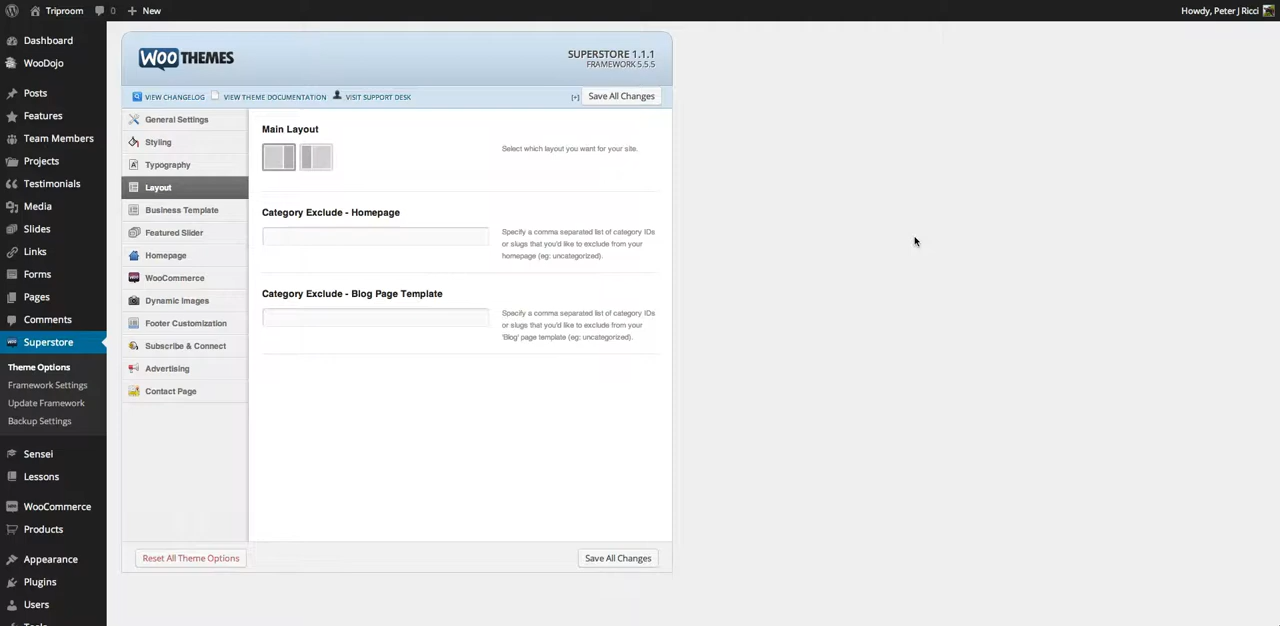 Triproom 0 New Howdy, Peter J Ricci
Dashboard
WooDojo
Posts
Features
Team Members
Projects
Testimonials
Media
Slides
Links
Forms
Pages
Comments
Superstore
Theme Options
Framework Settings
Update Framework
Backup Settings
Sensei
Lessons
WooCommerce
Products
Appearance
Plugins
Users
Tools
WOOTHEMES
SUPERSTORE 1.1.1
FRAMEWORK 5.5.5
VIEW CHANGELOG VIEW THEME DOCUMENTATION VISIT SUPPORT DESK [+] Save All Changes
General Settings
Styling
Typography
Layout
Business Template
Featured Slider
Homepage
WooCommerce
Dynamic Images
Footer Customization
Subscribe & Connect
Advertising
Contact Page
Main Layout
Select which layout you want for your site.
Category Exclude - Homepage
Specify a comma separated list of category IDs
or slugs that you'd like to exclude from your
homepage (eg: uncategorized).
Category Exclude - Blog Page Template
Specify a comma separated list of category IDs
or slugs that you'd like to exclude from your
'Blog' page template (eg: uncategorized).
Reset All Theme Options Save All Changes